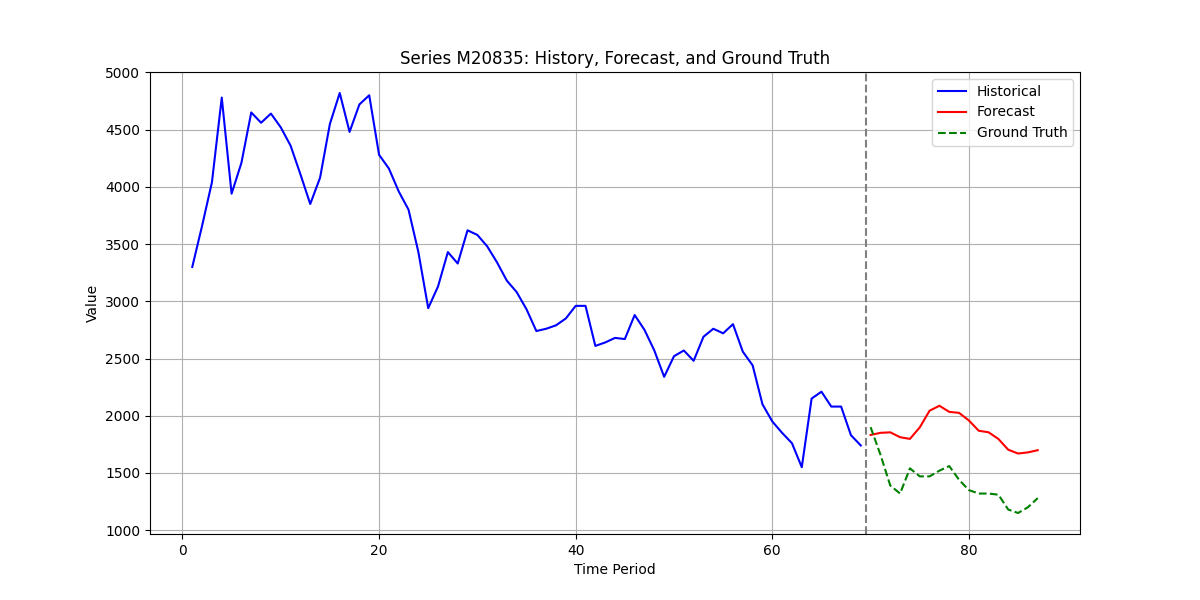 Series M20835: History, Forecast, and Ground Truth
Historical
Forecast
Ground Truth
5000
4500
4000
3500
3000
2500
2000
1500
1000
Value
0 20 40 60 80
Time Period